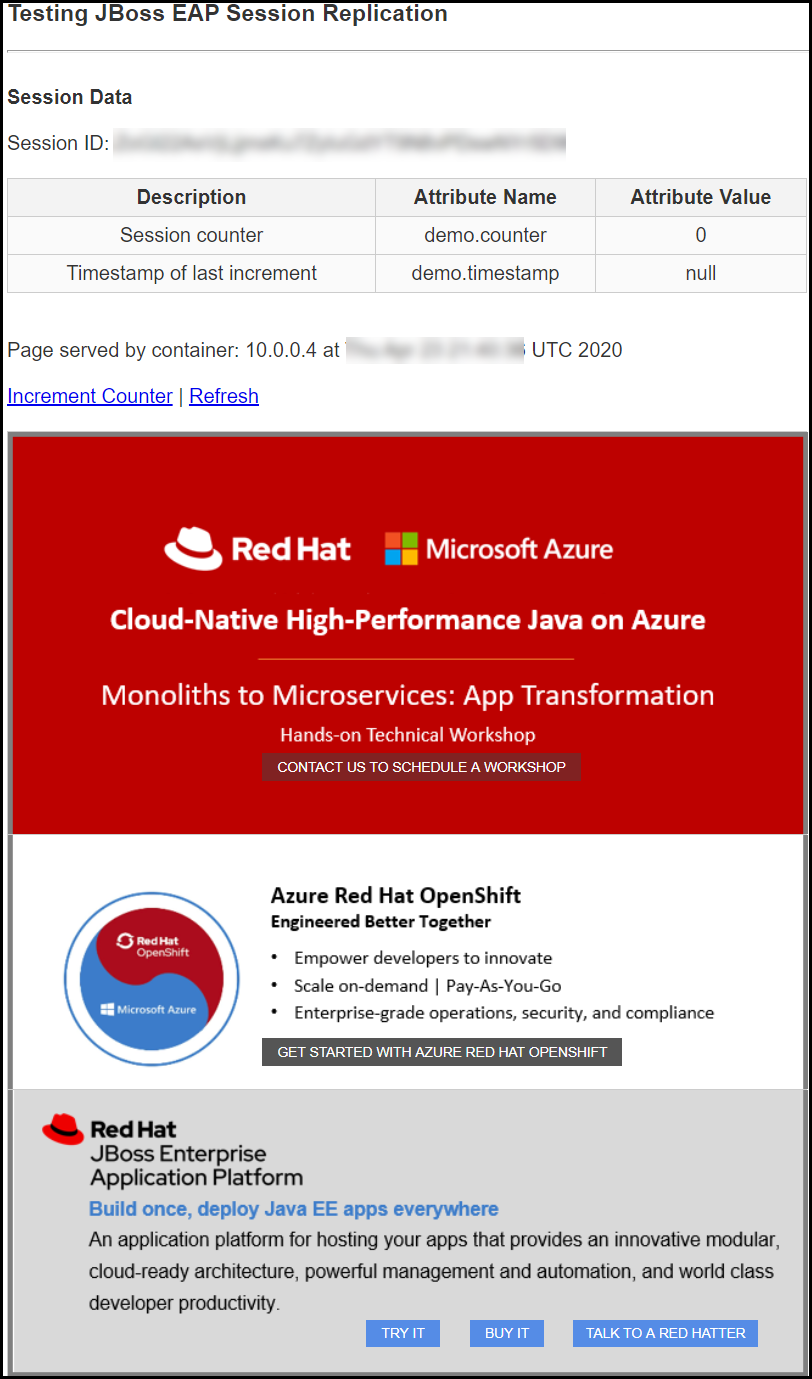 Testing JBoss EAP Session Replication
Session Data
Session ID:
Description Attribute Name Attribute Value
Session counter demo.counter 0
Timestamp of last increment demo.timestamp null
Page served by container: 10.0.0.4 at UTC 2020
Increment Counter | Refresh
Red Hat Microsoft Azure
Cloud-Native High-Performance Java on Azure
Monoliths to Microservices: App Transformation
Hands-on Technical Workshop
CONTACT US TO SCHEDULE A WORKSHOP
Red Hat
OpenShift
Microsoft Azure
Azure Red Hat OpenShift
Engineered Better Together
• Empower developers to innovate
• Scale on-demand | Pay-As-You-Go
• Enterprise-grade operations, security, and compliance
GET STARTED WITH AZURE RED HAT OPENSHIFT
Red Hat
JBoss Enterprise
Application Platform
Build once, deploy Java EE apps everywhere
An application platform for hosting your apps that provides an innovative modular,
cloud-ready architecture, powerful management and automation, and world class
developer productivity.
TRY IT BUY IT TALK TO A RED HATTER